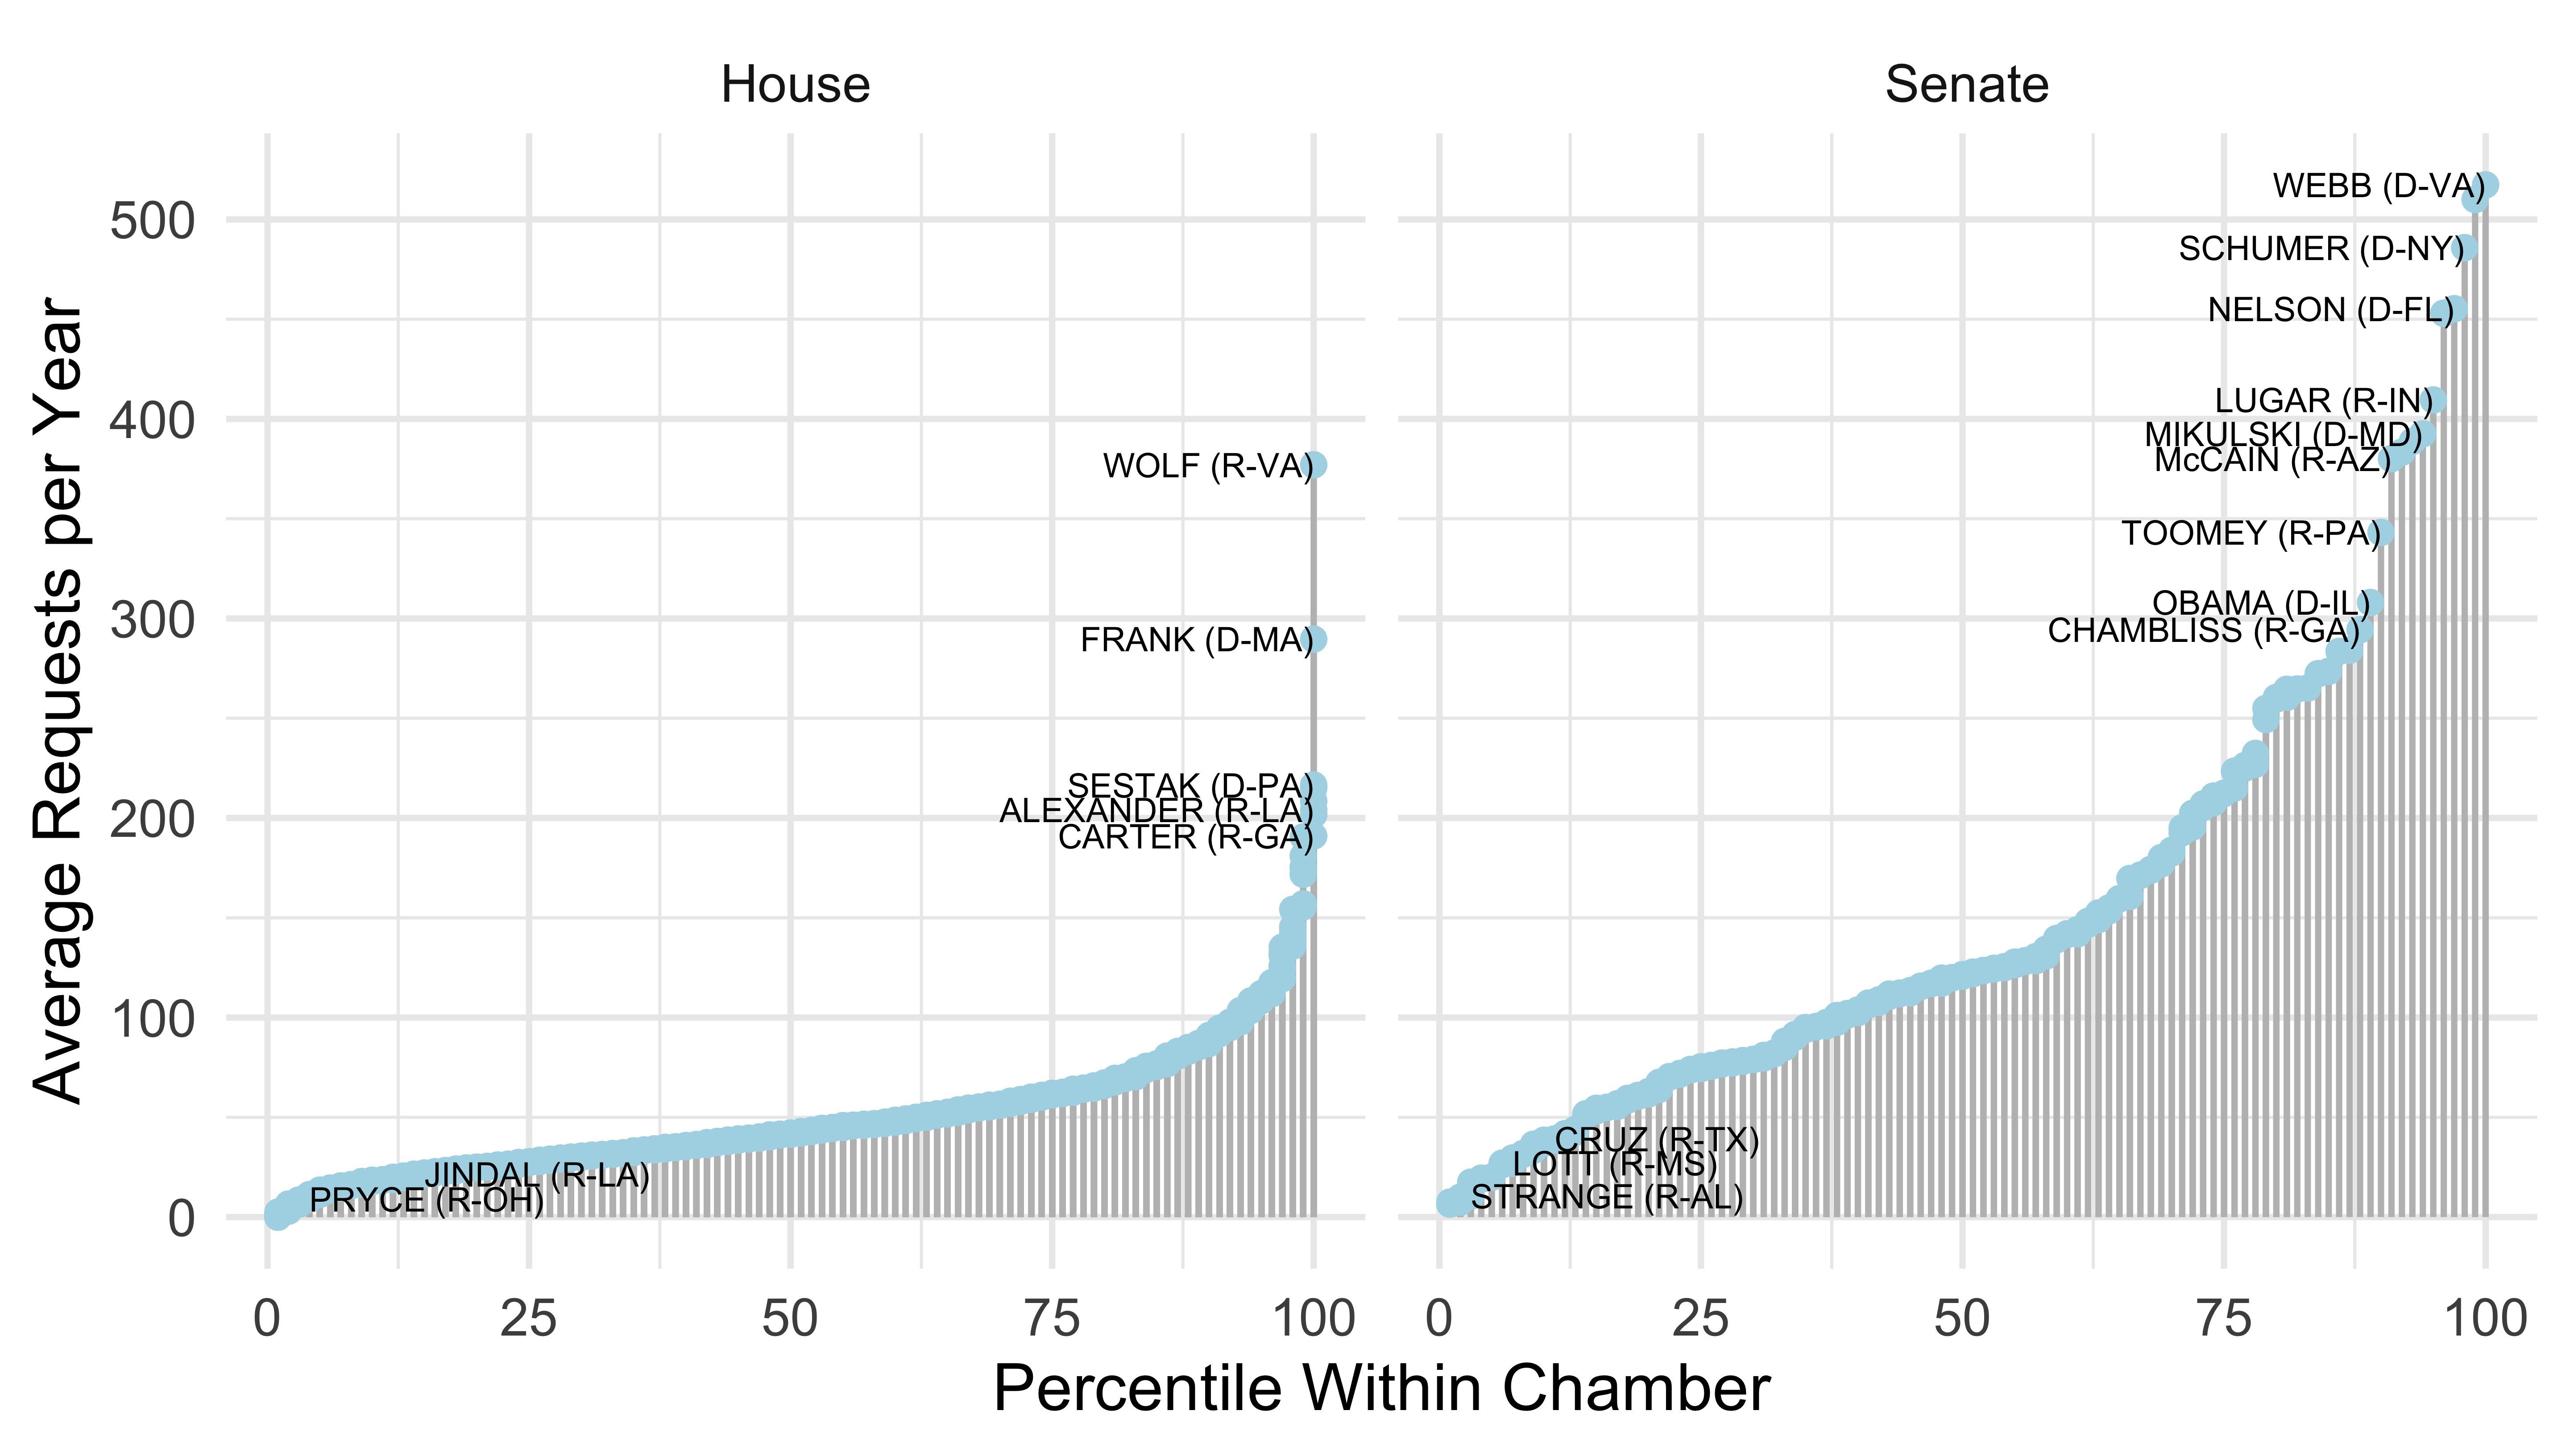 House
Senate
Average Requests per Year
500
400
300
200
100
0
WOLF (R-VA)
FRANK (D-MA)
SESTAK (D-PA)
ALEXANDER (R-LA)
CARTER (R-GA)
JINDAL (R-LA)
PRYCE (R-OH)
WEBB (D-VA)
SCHUMER (D-NY)
NELSON (D-FL)
LUGAR (R-IN)
MIKULSKI (D-MD)
McCAIN (R-AZ)
TOOMEY (R-PA)
OBAMA (D-IL)
CHAMBLISS (R-GA)
CRUZ (R-TX)
LOTT (R-MS)
STRANGE (R-AL)
0 25 50 75 100
0 25 50 75 100
Percentile Within Chamber